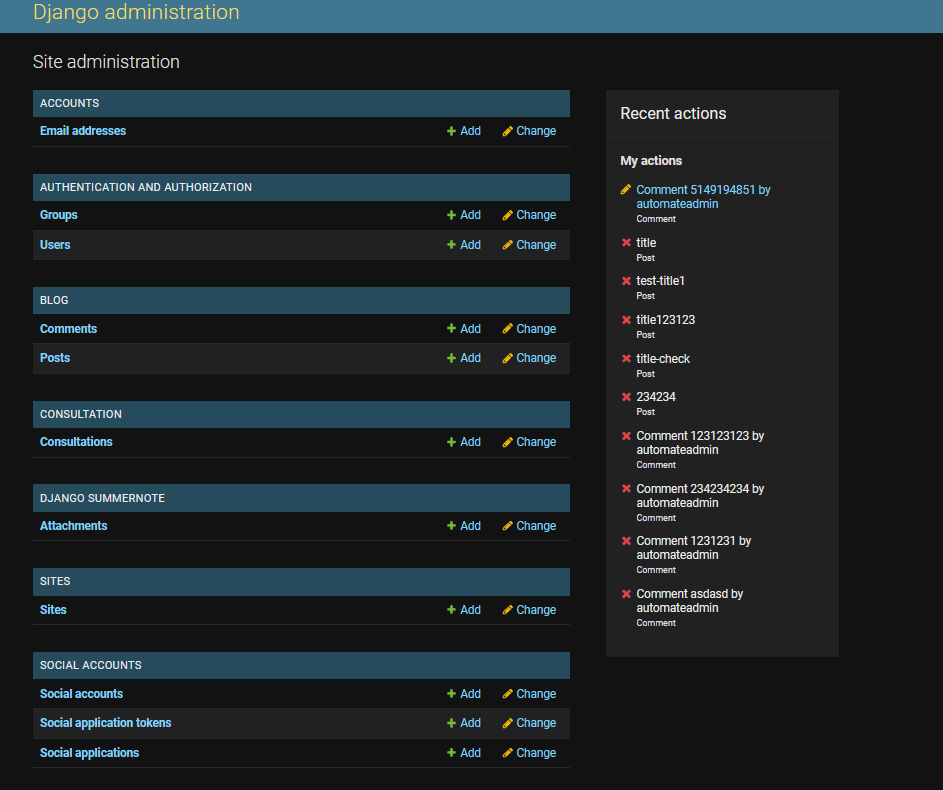 Django administration
Site administration
ACCOUNTS
Email addresses Add Change
AUTHENTICATION AND AUTHORIZATION
Groups Add Change
Users Add Change
BLOG
Comments Add Change
Posts Add Change
CONSULTATION
Consultations Add Change
DJANGO SUMMERNOTE
Attachments Add Change
SITES
Sites Add Change
SOCIAL ACCOUNTS
Social accounts Add Change
Social application tokens Add Change
Social applications Add Change
Recent actions
My actions
Comment 5149194851 by
automateadmin
Comment
title
Post
test-title1
Post
title123123
Post
title-check
Post
234234
Post
Comment 123123123 by
automateadmin
Comment
Comment 234234234 by
automateadmin
Comment
Comment 1231231 by
automateadmin
Comment
Comment asdasd by
automateadmin
Comment